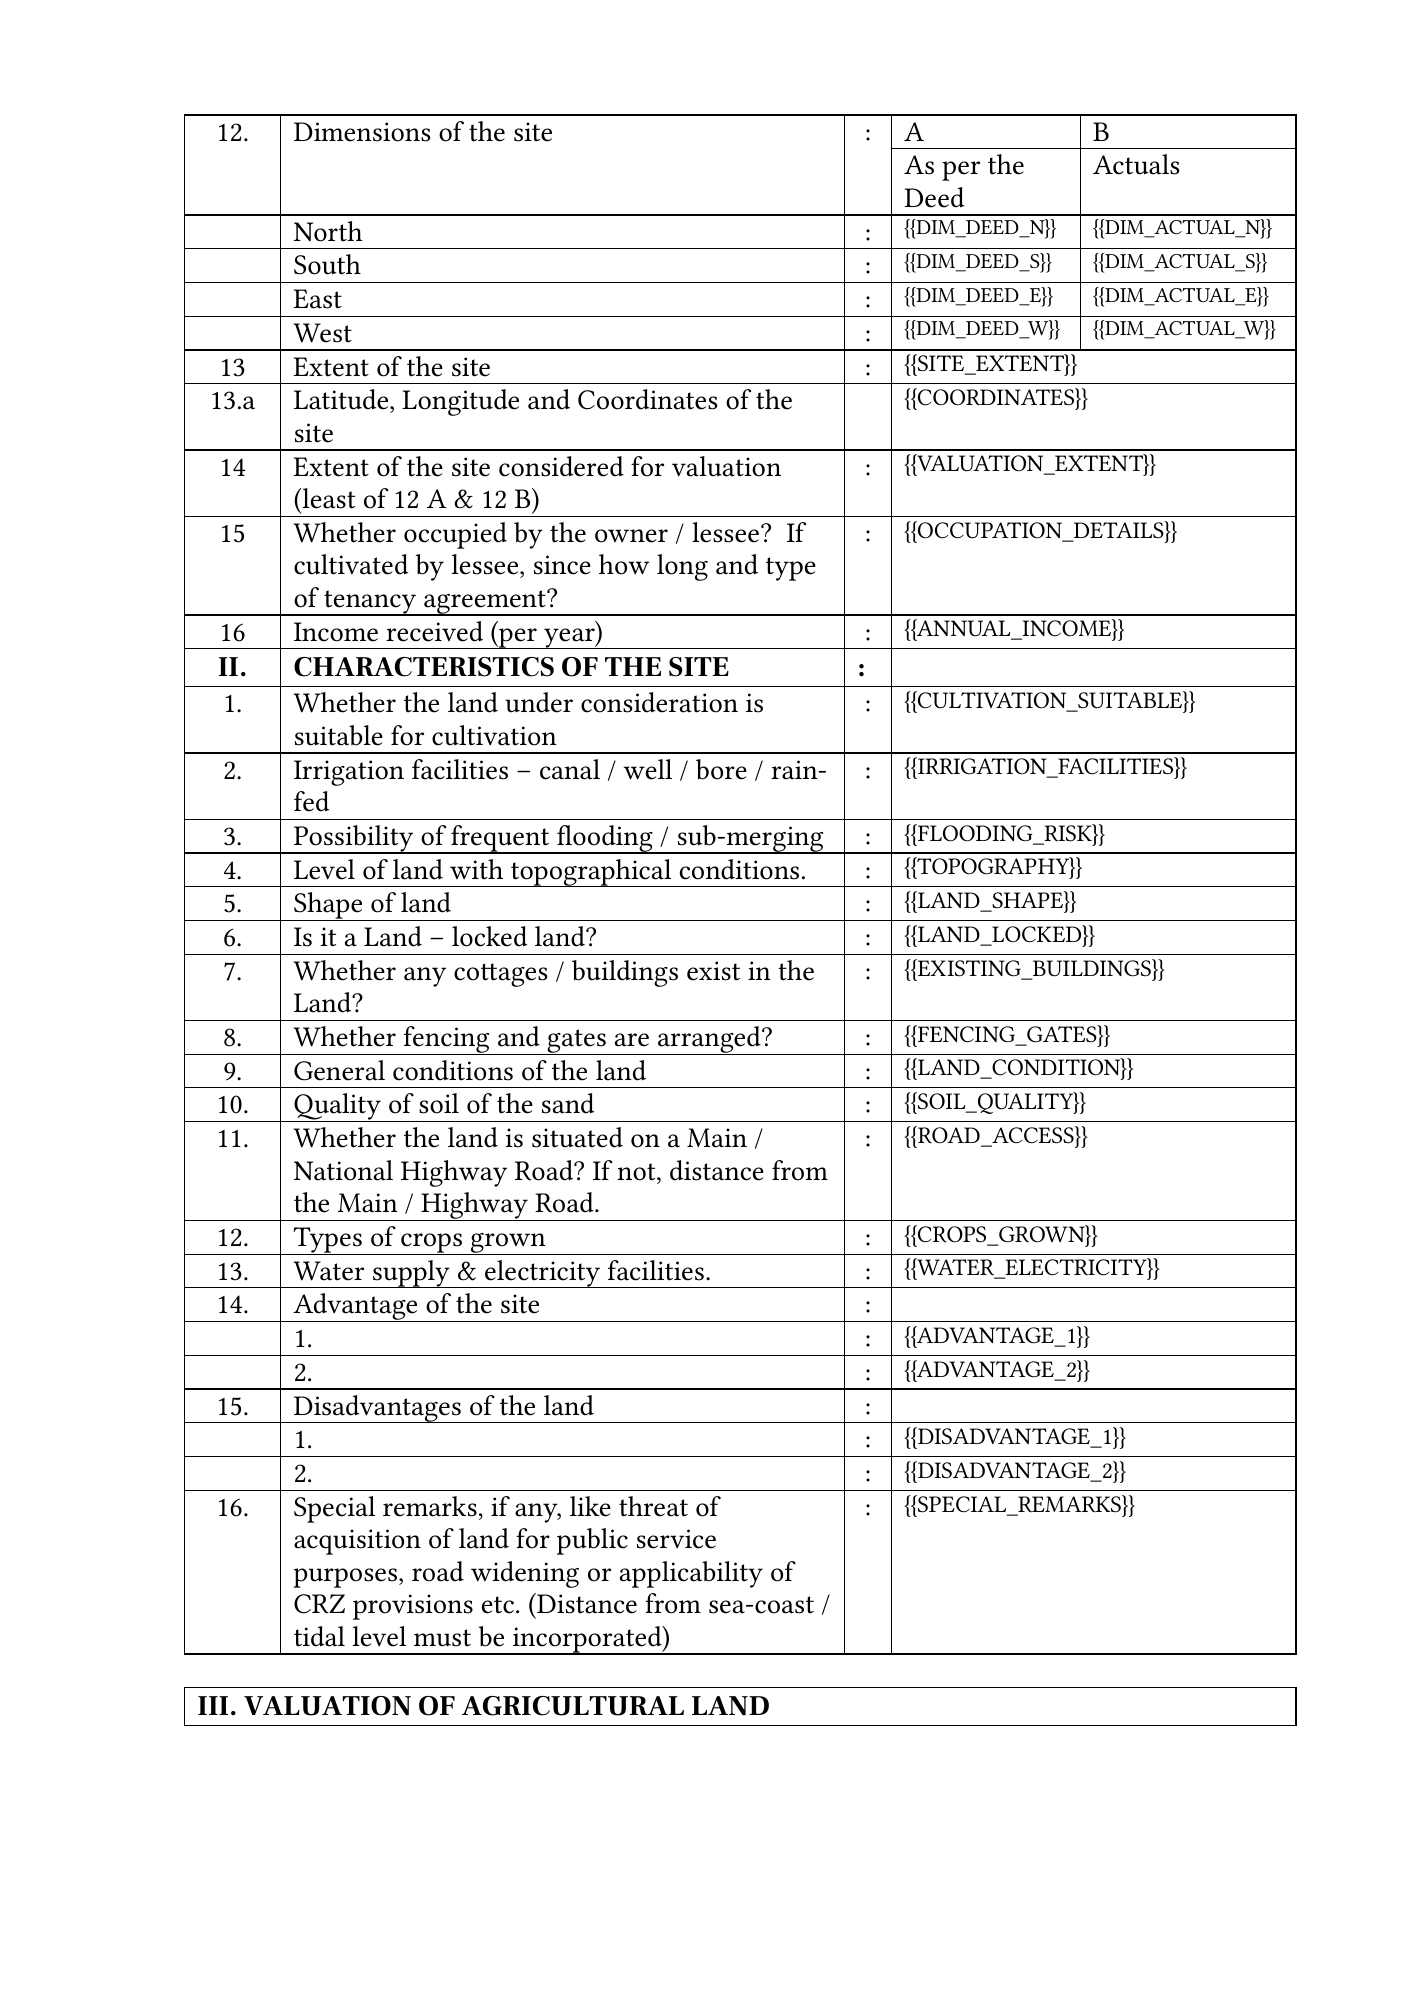 12. Dimensions of the site : A B
As per the Actuals
Deed
North : {{DIM_DEED_N}} {{DIM_ACTUAL_N}}
South : {{DIM_DEED_S}} {{DIM_ACTUAL_S}}
East : {{DIM_DEED_E}} {{DIM_ACTUAL_E}}
West : {{DIM_DEED_W}} {{DIM_ACTUAL_W}}
13 Extent of the site : {{SITE_EXTENT}}
13.a Latitude, Longitude and Coordinates of the {{COORDINATES}}
site
14 Extent of the site considered for valuation : {{VALUATION_EXTENT}}
(least of 12 A & 12 B)
15 Whether occupied by the owner / lessee?  If : {{OCCUPATION_DETAILS}}
cultivated by lessee, since how long and type
of tenancy agreement?
16 Income received (per year) : {{ANNUAL_INCOME}}
II. CHARACTERISTICS OF THE SITE :
1. Whether the land under consideration is : {{CULTIVATION_SUITABLE}}
suitable for cultivation
2. Irrigation facilities – canal / well / bore / rain- : {{IRRIGATION_FACILITIES}}
fed
3. Possibility of frequent flooding / sub-merging : {{FLOODING_RISK}}
4. Level of land with topographical conditions. : {{TOPOGRAPHY}}
5. Shape of land : {{LAND_SHAPE}}
6. Is it a Land – locked land? : {{LAND_LOCKED}}
7. Whether any cottages / buildings exist in the : {{EXISTING_BUILDINGS}}
Land?
8. Whether fencing and gates are arranged? : {{FENCING_GATES}}
9. General conditions of the land : {{LAND_CONDITION}}
10. Quality of soil of the sand : {{SOIL_QUALITY}}
11. Whether the land is situated on a Main / : {{ROAD_ACCESS}}
National Highway Road? If not, distance from
the Main / Highway Road.
12. Types of crops grown : {{CROPS_GROWN}}
13. Water supply & electricity facilities. : {{WATER_ELECTRICITY}}
14. Advantage of the site :
1. : {{ADVANTAGE_1}}
2. : {{ADVANTAGE_2}}
15. Disadvantages of the land :
1. : {{DISADVANTAGE_1}}
2. : {{DISADVANTAGE_2}}
16. Special remarks, if any, like threat of : {{SPECIAL_REMARKS}}
acquisition of land for public service
purposes, road widening or applicability of
CRZ provisions etc. (Distance from sea-coast /
tidal level must be incorporated)
III. VALUATION OF AGRICULTURAL LAND